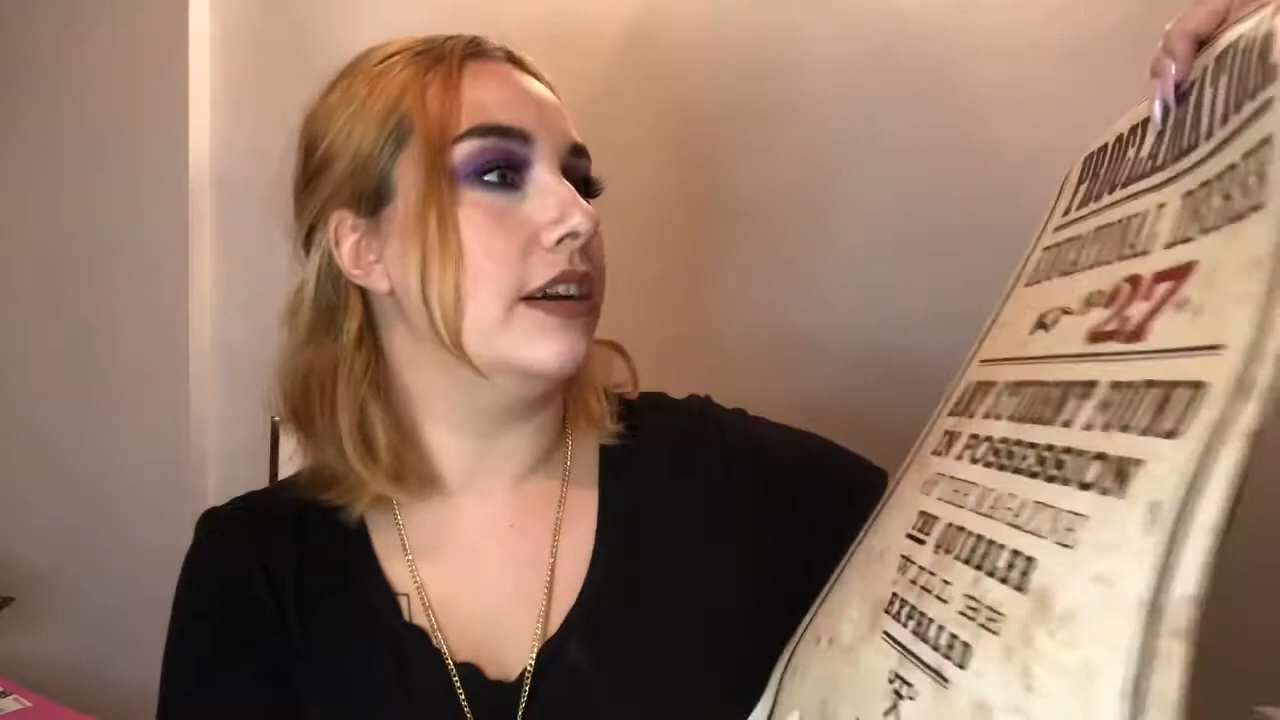 PROCLAMATION
EDUCATIONAL DECREE
No 27
ANY STUDENT FOUND
IN POSSESSION
OF THE MAGAZINE
THE QUIBBLER
WILL BE
EXPELLED